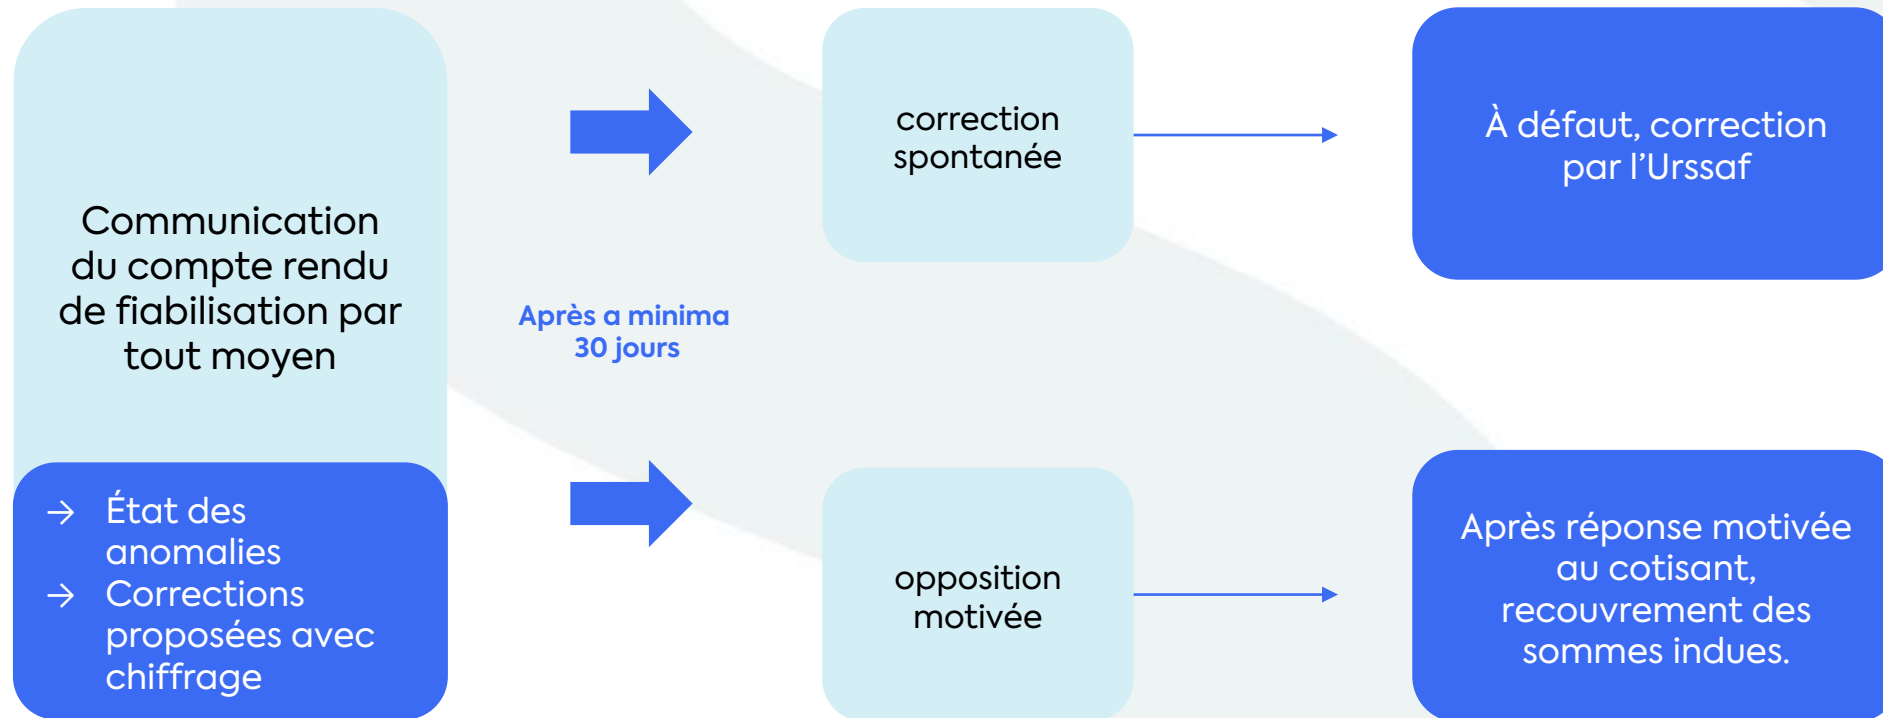 Communication
du compte rendu
de fiabilisation par
tout moyen
→ État des
anomalies
→ Corrections
proposées avec
chiffrage
Après a minima
30 jours
correction
spontanée
À défaut, correction
par l’Urssaf
opposition
motivée
Après réponse motivée
au cotisant,
recouvrement des
sommes indues.